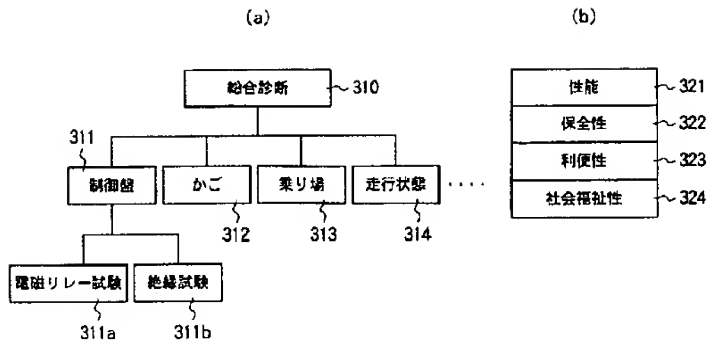 (a)
(b)
総合診断
310
311
制御盤
かご
乗り場
走行状態
・・・・
312
313
314
電磁リレー試験
絶縁試験
311a
311b
性能
321
保全性
322
利便性
323
社会福祉性
324